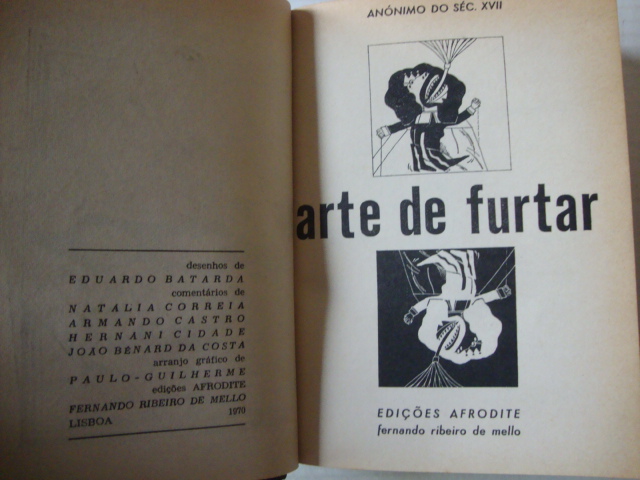 desenhos de
EDUARDO BATARDA
comentários de
NATALIA CORREIA
ARMANDO CASTRO
HERNANI CIDADE
JOÃO BÉNARD DA COSTA
arranjo gráfico de
PAULO-GUILHERME
edições AFRODITE
FERNANDO RIBEIRO DE MELLO
LISBOA 1970
ANÓNIMO DO SÉC. XVII
arte de furtar
EDIÇÕES AFRODITE
fernando ribeiro de mello